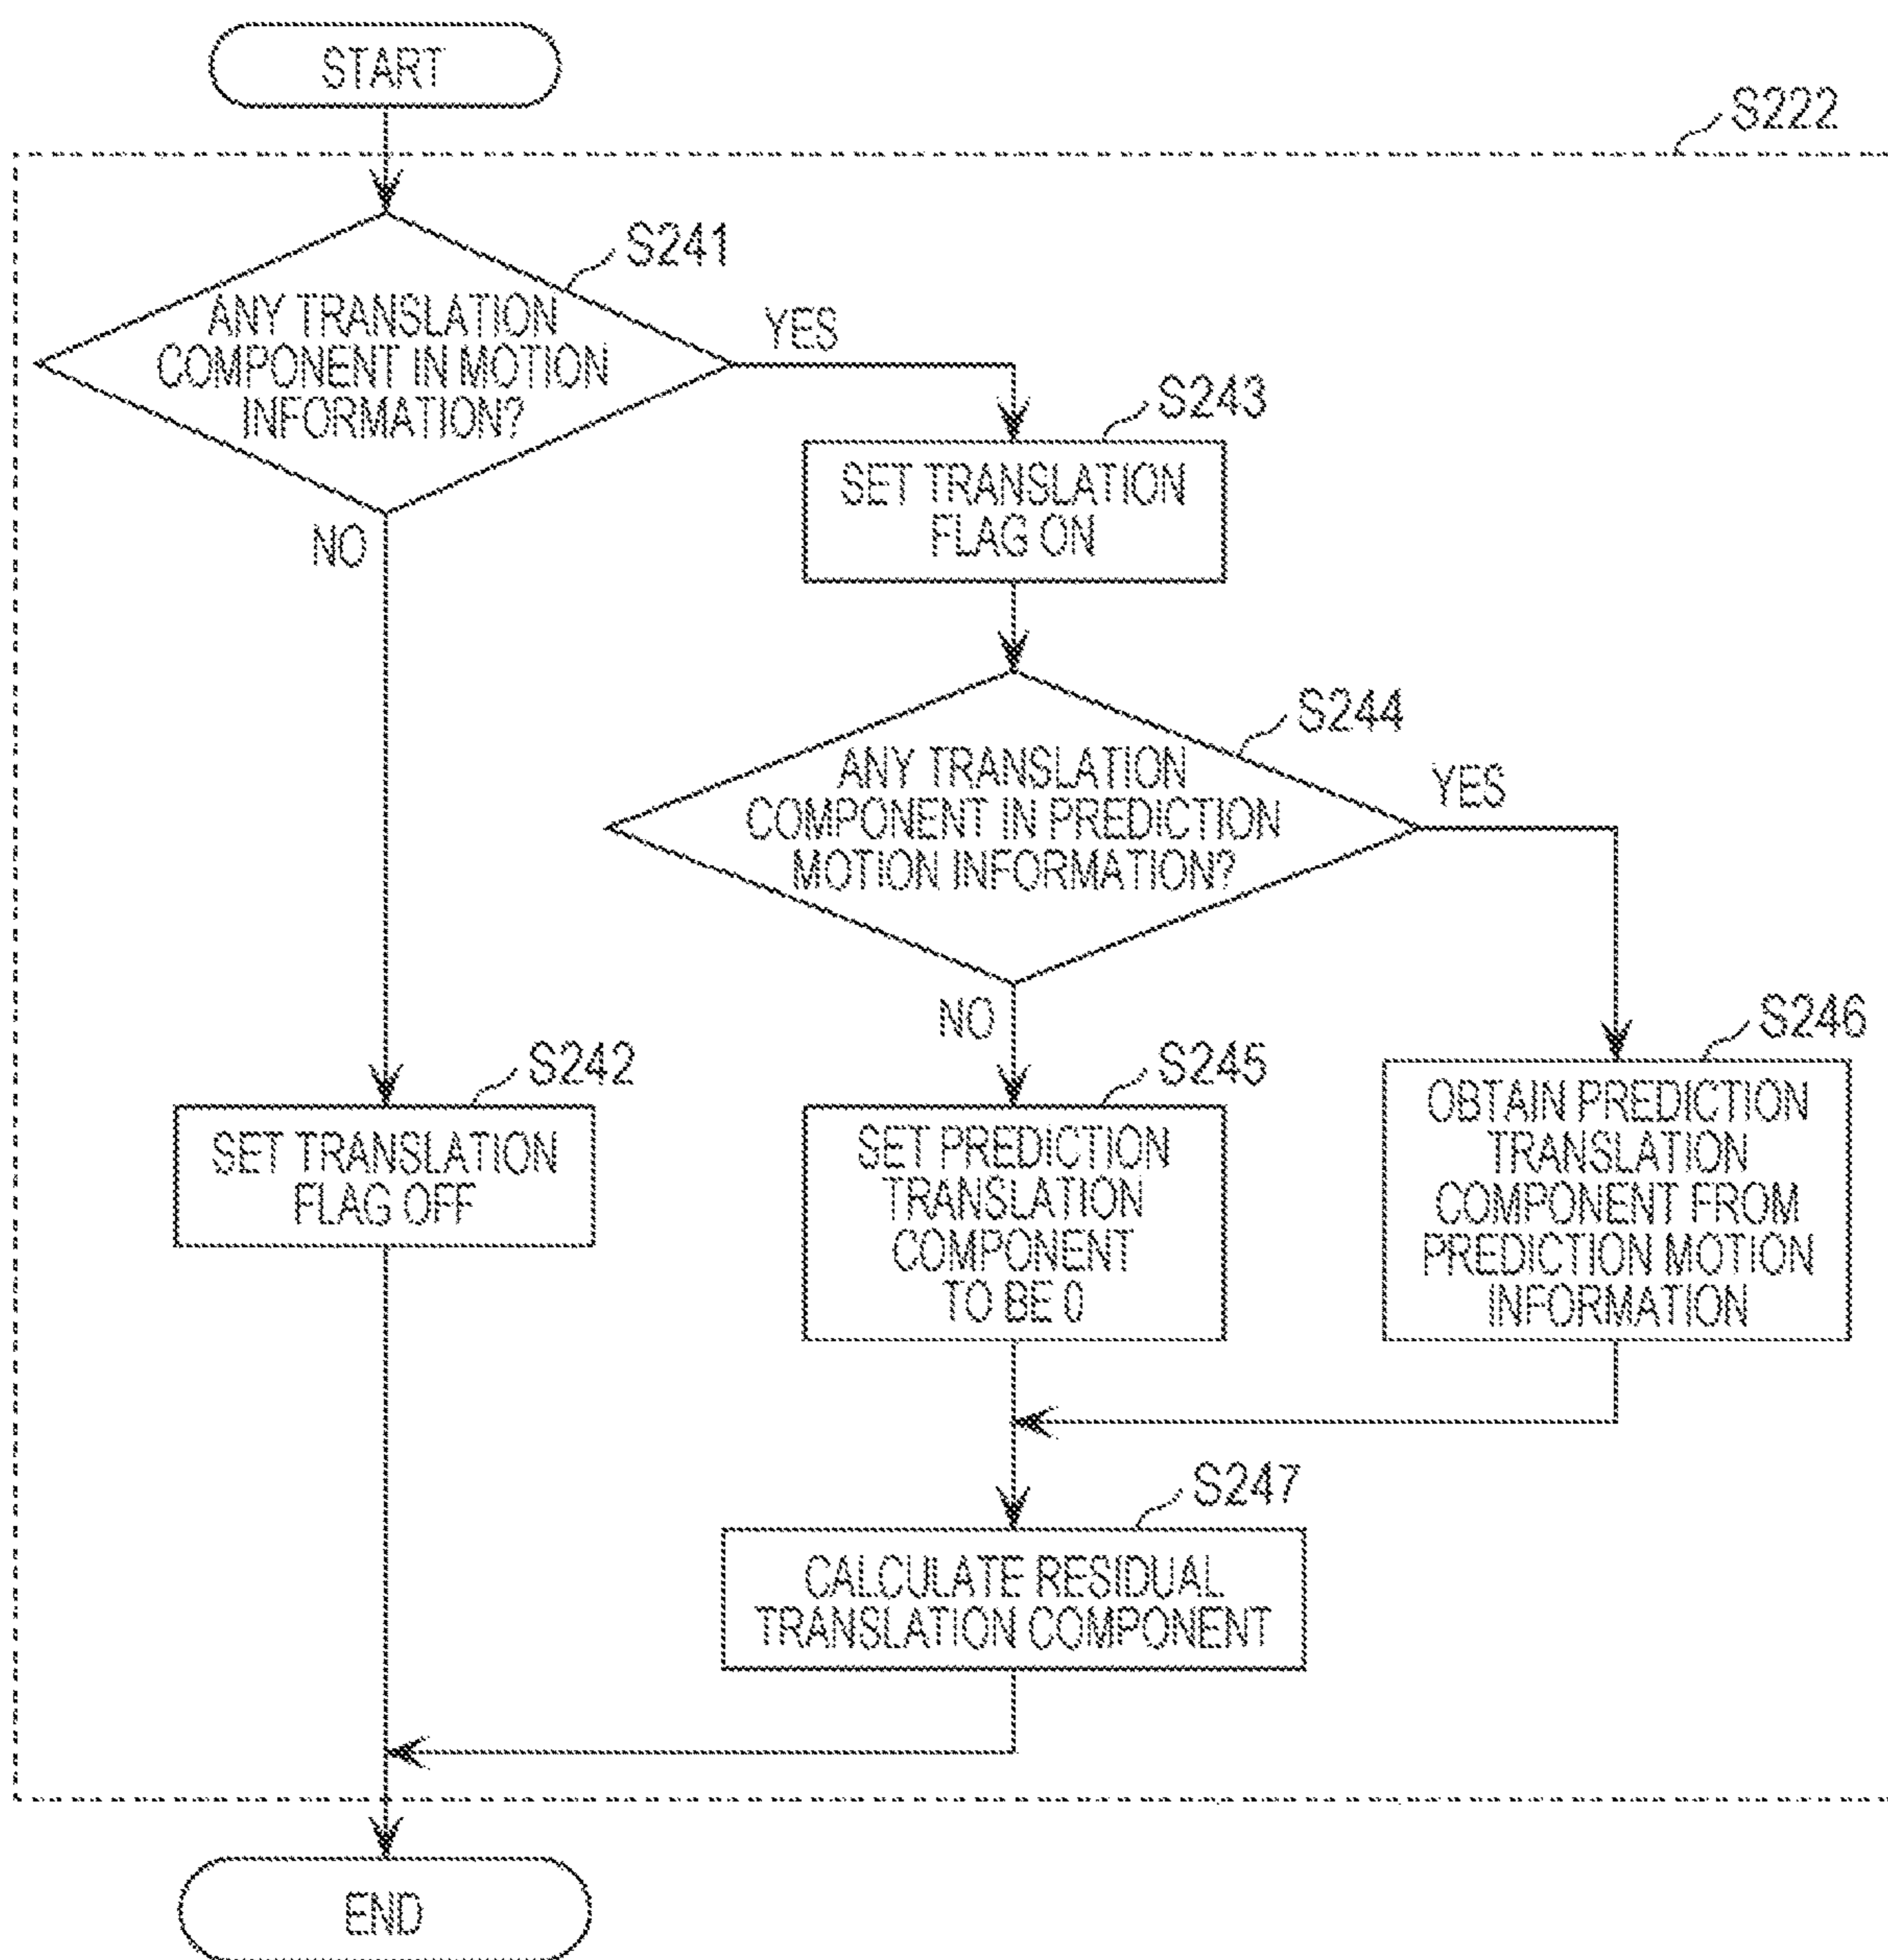 START
S222
S241
ANY TRANSLATION
COMPONENT IN MOTION
INFORMATION?
YES
NO
S243
SET TRANSLATION
FLAG ON
S244
ANY TRANSLATION
COMPONENT IN PREDICTION
MOTION INFORMATION?
YES
NO
S242
SET TRANSLATION
FLAG OFF
S245
SET PREDICTION
TRANSLATION
COMPONENT
TO BE 0
S246
OBTAIN PREDICTION
TRANSLATION
COMPONENT FROM
PREDICTION MOTION
INFORMATION
S247
CALCULATE RESIDUAL
TRANSLATION COMPONENT
END